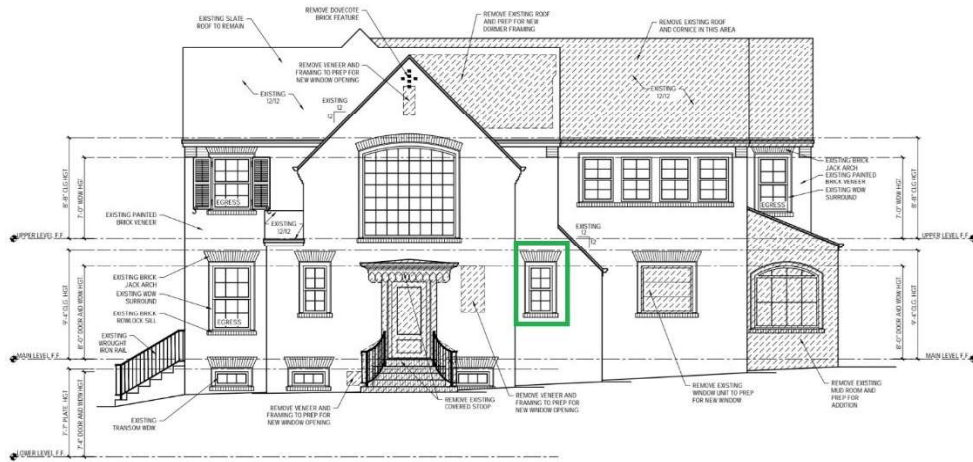 EXISTING SLATE
ROOF TO REMAIN
REMOVE DOVECOTE
BRICK FEATURE
REMOVE EXISTING ROOF
AND PREP FOR NEW
DORMER FRAMING
REMOVE EXISTING ROOF
AND CORNICE IN THIS AREA
REMOVE VENEER AND
FRAMING TO PREP FOR
NEW WINDOW OPENING
EXISTING
12/12
EXISTING
12
12
EXISTING
12/12
8'-8" CLG HGT
7'-0" WDW HGT
EGRESS
EXISTING PAINTED
BRICK VENEER
EXISTING
12/12
EXISTING
12
12
EGRESS
EXISTING BRICK
JACK ARCH
EXISTING PAINTED
BRICK VENEER
EXISTING WDW
SURROUND
7'-0" WDW HGT
8'-8" CLG HGT
UPPER LEVEL F.F.
UPPER LEVEL F.F.
EXISTING BRICK
JACK ARCH
EXISTING WDW
SURROUND
EXISTING BRICK
ROWLOCK SILL
EGRESS
EXISTING
WROUGHT
IRON RAIL
9'-4" CLG. HGT.
8'-0" DOOR AND WDW HGT
8'-0" DOOR AND WDW HGT
9'-4" CLG. HGT.
MAIN LEVEL F.F.
MAIN LEVEL F.F.
7'-7" PLATE HGT.
7'-4" DOOR AND WDW HGT
EXISTING
TRANSOM WDW
REMOVE VENEER AND
FRAMING TO PREP FOR
NEW WINDOW OPENING
REMOVE EXISTING
COVERED STOOP
REMOVE VENEER AND
FRAMING TO PREP FOR
NEW WINDOW OPENING
REMOVE EXISTING
WINDOW UNIT TO PREP
FOR NEW WINDOW
REMOVE EXISTING
MUD ROOM AND
PREP FOR
ADDITION
LOWER LEVEL F.F.